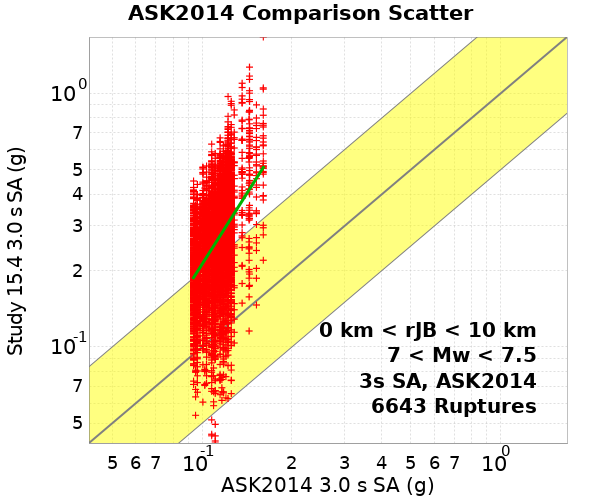 ASK2014 Comparison Scatter
Study 15.4 3.0 s SA (g)
10^0
7
5
4
3
2
10^-1
7
5
0 km < rJB < 10 km
7 < Mw < 7.5
3s SA, ASK2014
6643 Ruptures
5 6 7 10^-1 2 3 4 5 6 7 10^0
ASK2014 3.0 s SA (g)